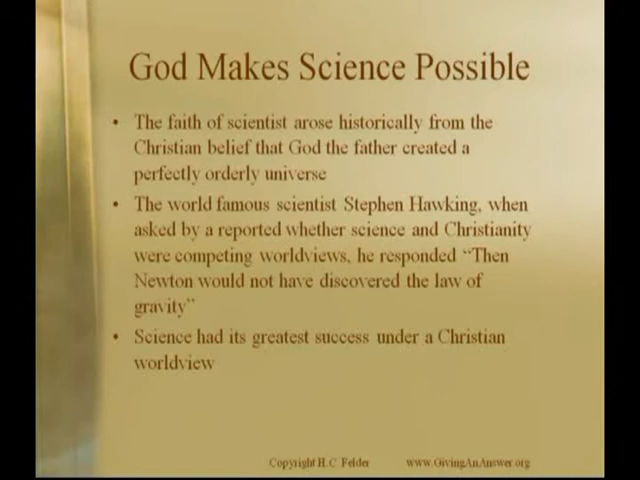 God Makes Science Possible
• The faith of scientist arose historically from the
Christian belief that God the father created a
perfectly orderly universe
• The world famous scientist Stephen Hawking, when
asked by a reported whether science and Christianity
were competing worldviews, he responded “Then
Newton would not have discovered the law of
gravity”
• Science had its greatest success under a Christian
worldview
Copyright H.C. Felder www.GivingAnAnswer.org